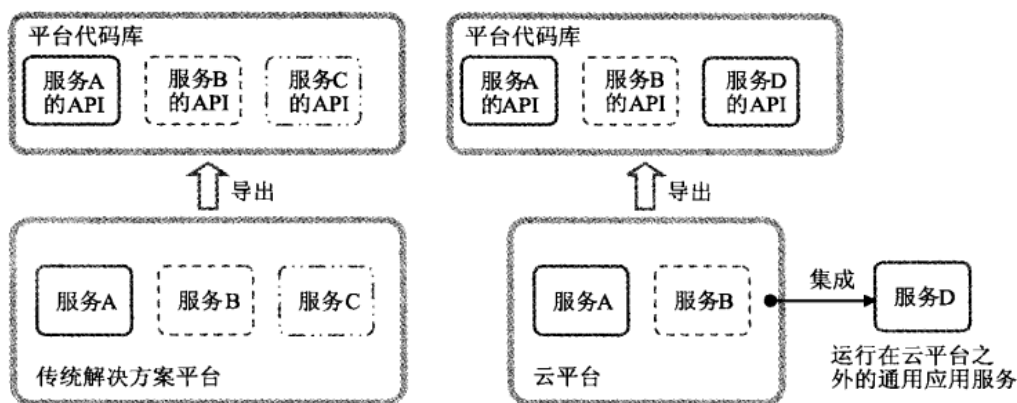 平台代码库
服务A
的API
服务B
的API
服务C
的API
导出
服务A
服务B
服务C
传统解决方案平台
平台代码库
服务A
的API
服务B
的API
服务D
的API
导出
服务A
服务B
云平台
集成
服务D
运行在云平台之
外的通用应用服务